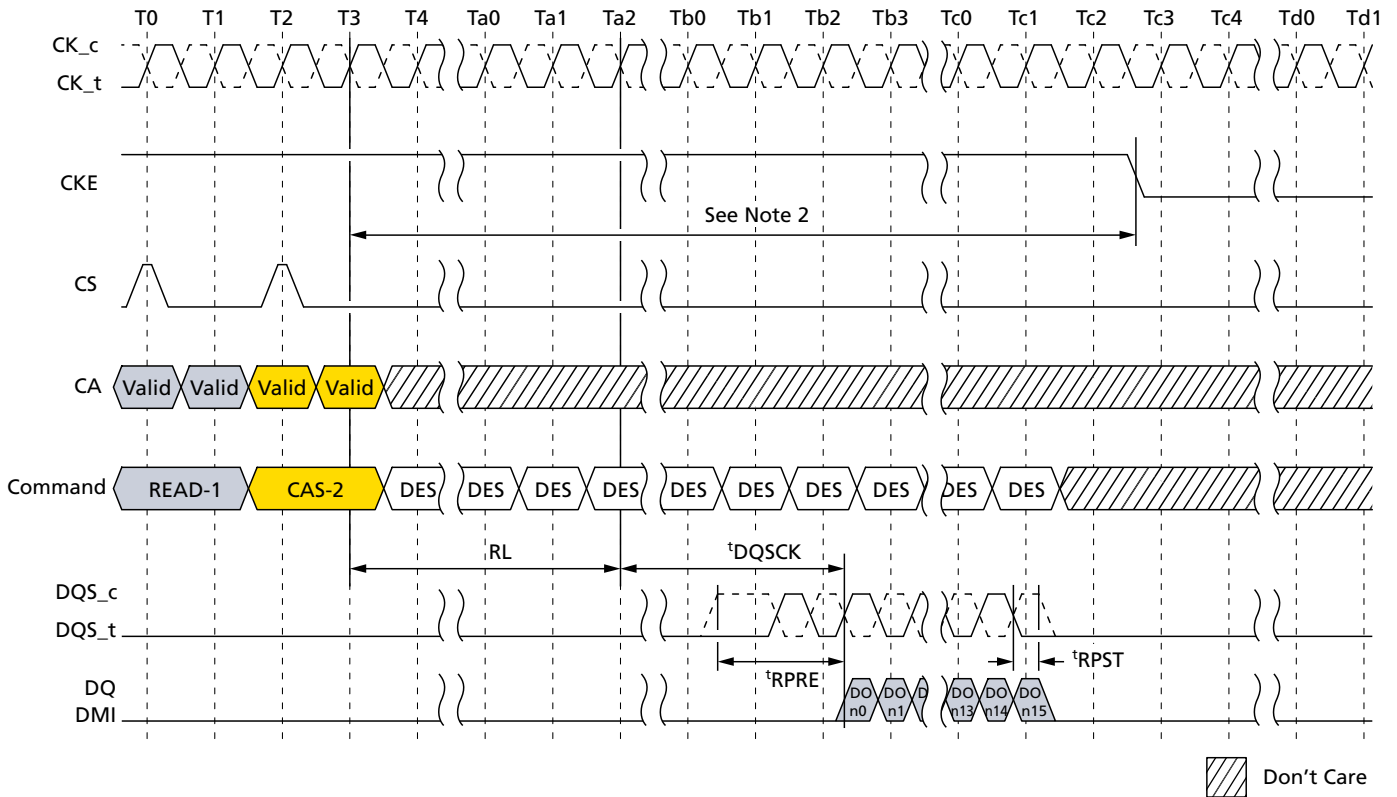 T0 T1 T2 T3 T4 Ta0 Ta1 Ta2 Tb0 Tb1 Tb2 Tb3 Tc0 Tc1 Tc2 Tc3 Tc4 Td0 Td1
CK_c
CK_t
CKE
See Note 2
CS
CA Valid Valid Valid Valid
Command READ-1 CAS-2 DES DES DES DES DES DES DES DES DES DES
RL tDQSCK
DQS_c
DQS_t
tRPRE tRPST
DQ
DMI
DO n0 DO n1 D DO n13 DO n14 DO n15
Don't Care